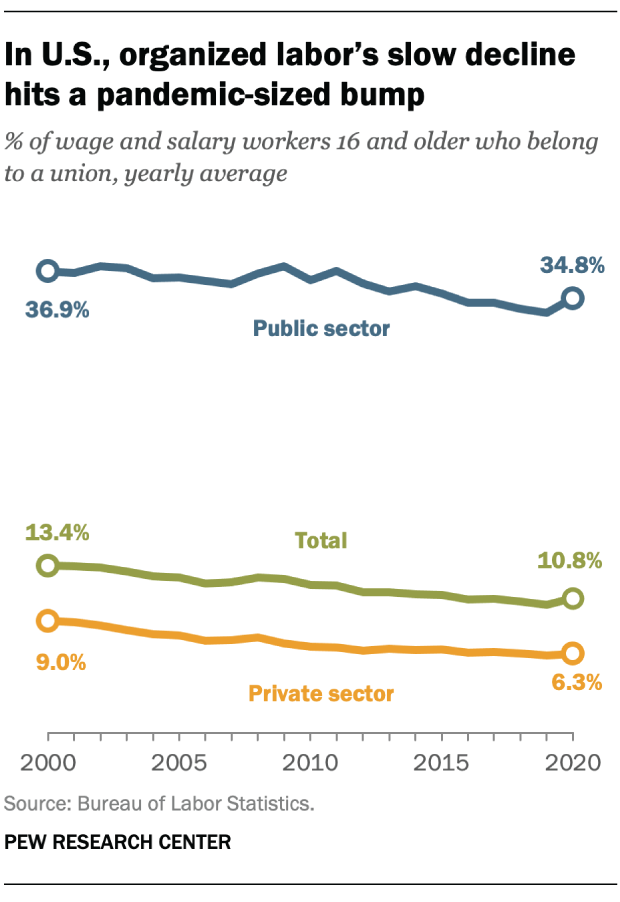 In U.S., organized labor’s slow decline
hits a pandemic-sized bump
% of wage and salary workers 16 and older who belong
to a union, yearly average
34.8%
36.9%
Public sector
13.4%
Total
10.8%
9.0%
6.3%
Private sector
2000 2005 2010 2015 2020
Source: Bureau of Labor Statistics.
PEW RESEARCH CENTER